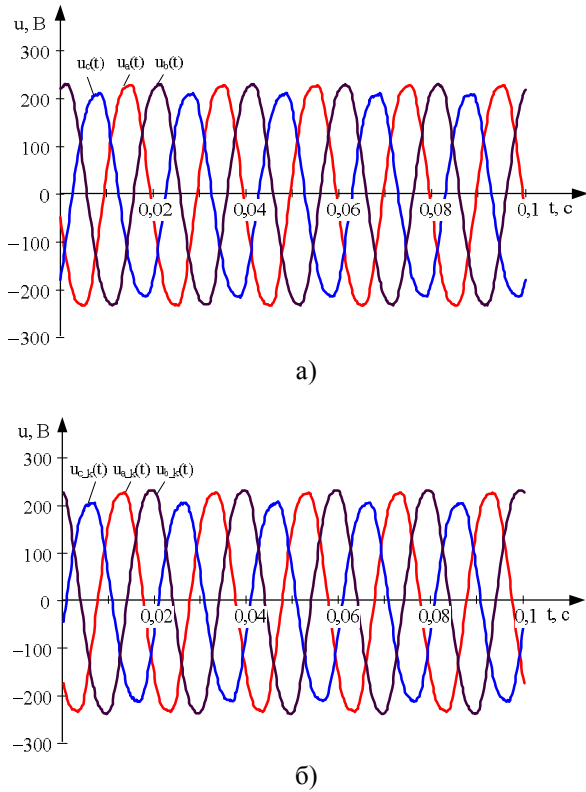 u, В
300
u_c(t) u_a(t) u_b(t)
200
100
0
0,02 0,04 0,06 0,08 0,1 t, с
−100
−200
−300
а)
u, В
300
u_c_k(t) u_a_k(t) u_b_k(t)
200
100
0
0,02 0,04 0,06 0,08 0,1 t, с
−100
−200
−300
б)